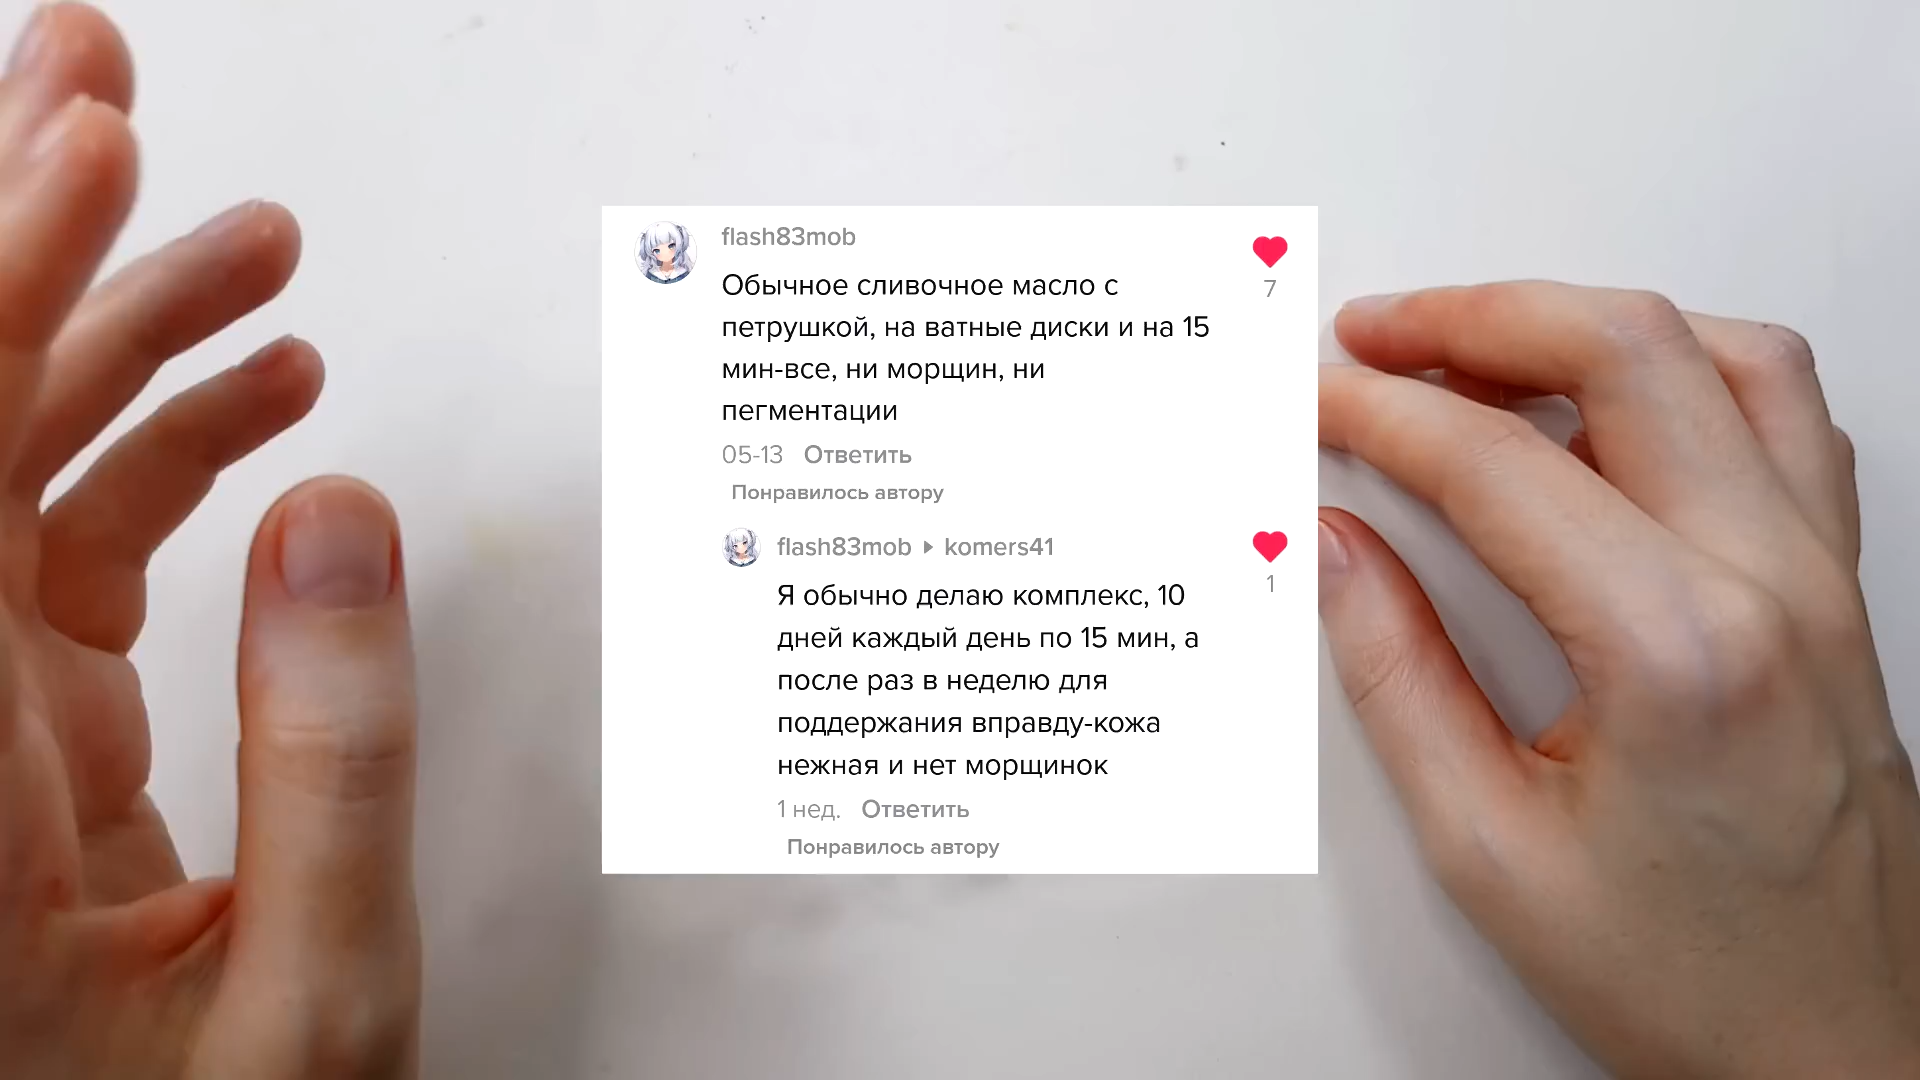 flash83mob
7
Обычное сливочное масло с
петрушкой, на ватные диски и на 15
мин-все, ни морщин, ни
пегментации
05-13 Ответить
Понравилось автору
flash83mob ▸ komers41
1
Я обычно делаю комплекс, 10
дней каждый день по 15 мин, а
после раз в неделю для
поддержания вправду-кожа
нежная и нет морщинок
1 нед. Ответить
Понравилось автору